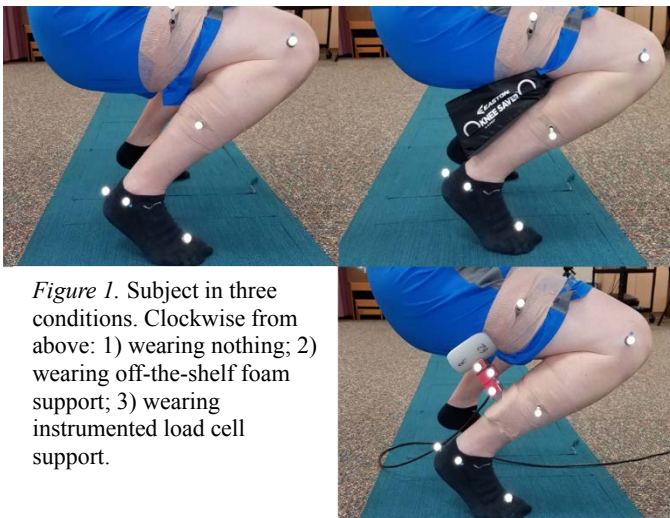 EASTON
KNEE SAVER
Figure 1. Subject in three
conditions. Clockwise from
above: 1) wearing nothing; 2)
wearing off-the-shelf foam
support; 3) wearing
instrumented load cell
support.